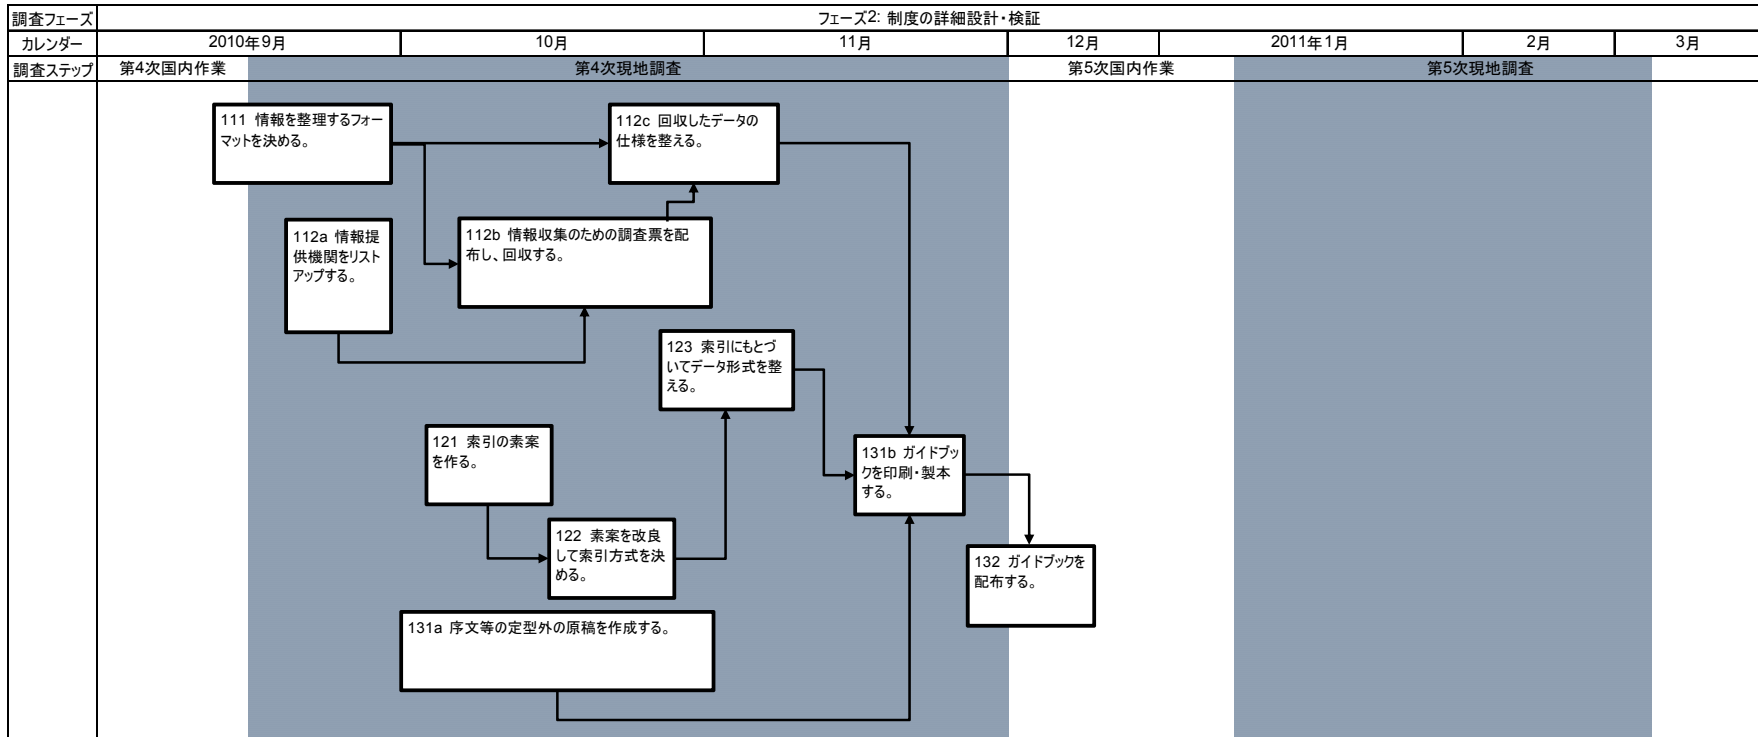 調査フェーズ
フェーズ2: 制度の詳細設計・検証
カレンダー
2010年9月
10月
11月
12月
2011年1月
2月
3月
調査ステップ
第4次国内作業
第4次現地調査
第5次国内作業
第5次現地調査
111 情報を整理するフォー
マットを決める。
112c 回収したデータの
仕様を整える。
112a 情報提
供機関をリスト
アップする。
112b 情報収集のための調査票を配
布し、回収する。
123 索引にもとづ
いてデータ形式を整
える。
121 索引の素案
を作る。
131b ガイドブッ
クを印刷・製本
する。
122 素案を改良
して索引方式を決
める。
132 ガイドブックを
配布する。
131a 序文等の定型外の原稿を作成する。